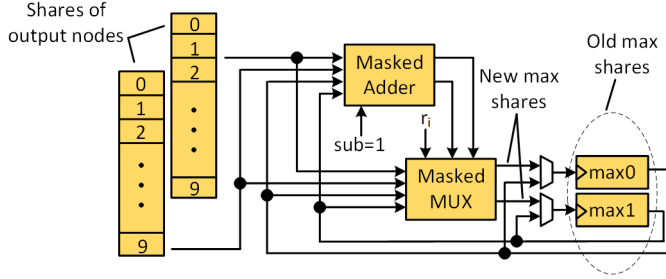 Shares of
output nodes
0
1
2
9
0
1
2
9
Masked
Adder
sub=1
ri
Masked
MUX
New max
shares
Old max
shares
max0
max1